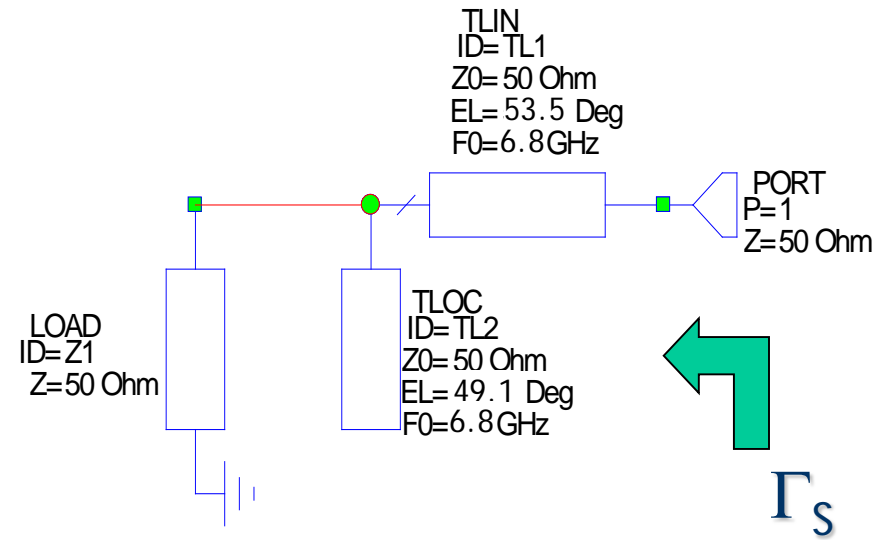 TLIN
ID=TL1
Z0=50 Ohm
EL=53.5 Deg
F0=6.8GHz
PORT
P=1
Z=50 Ohm
LOAD
ID=Z1
Z=50 Ohm
TLOC
ID=TL2
Z0=50 Ohm
EL=49.1 Deg
F0=6.8GHz
ΓS